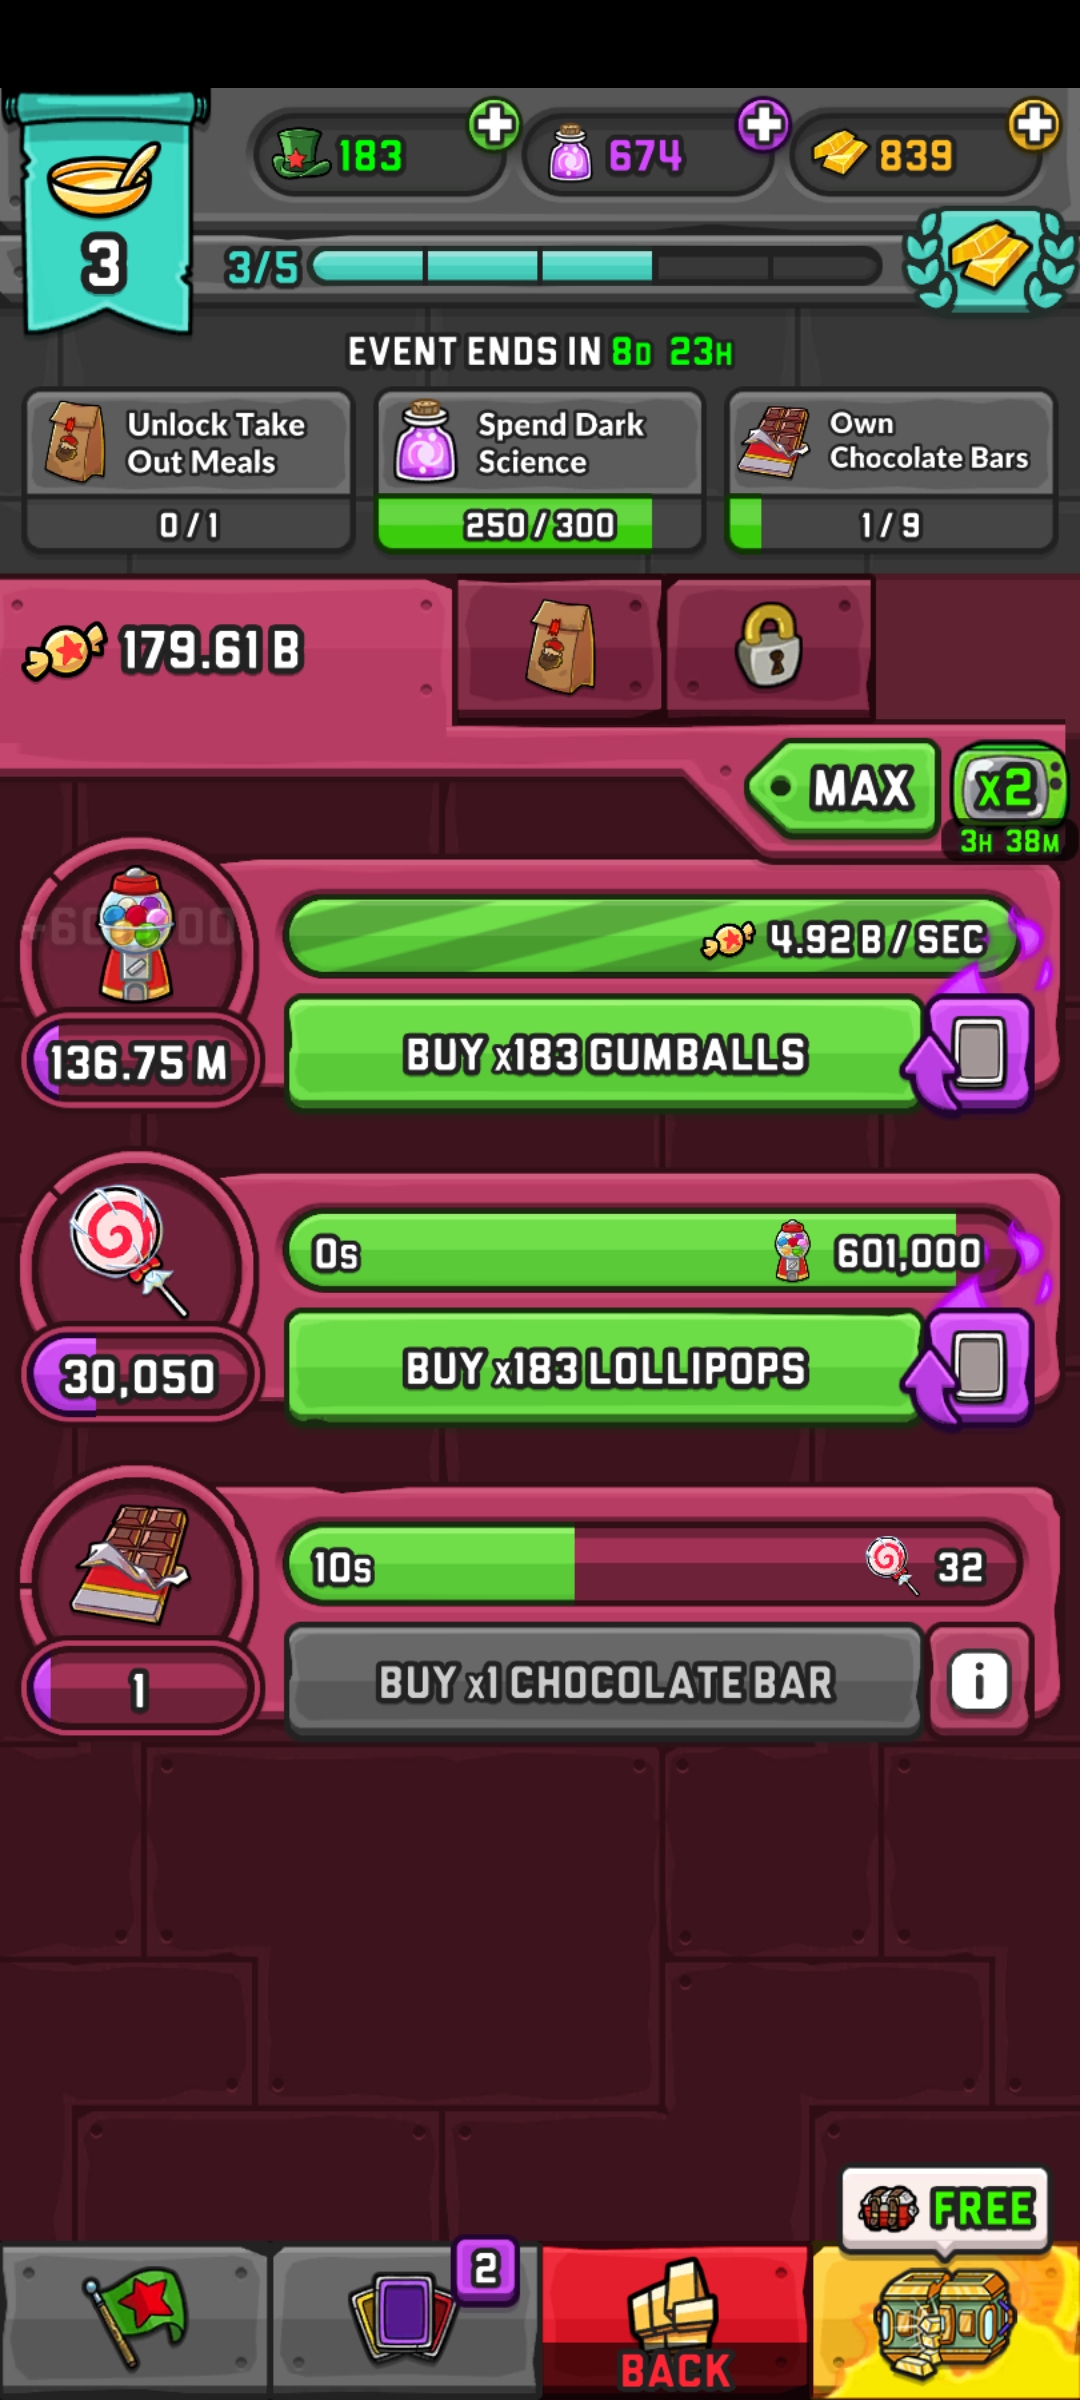 183
674
839
3
3/5
EVENT ENDS IN 8D 23H
Unlock Take
Out Meals
0/1
Spend Dark
Science
250/300
Own
Chocolate Bars
1/9
179.61 B
MAX
x2
3H 38M
4.92 B / SEC
136.75 M
BUY x183 GUMBALLS
0s
601,000
30,050
BUY x183 LOLLIPOPS
10s
32
1
BUY x1 CHOCOLATE BAR
i
FREE
2
BACK